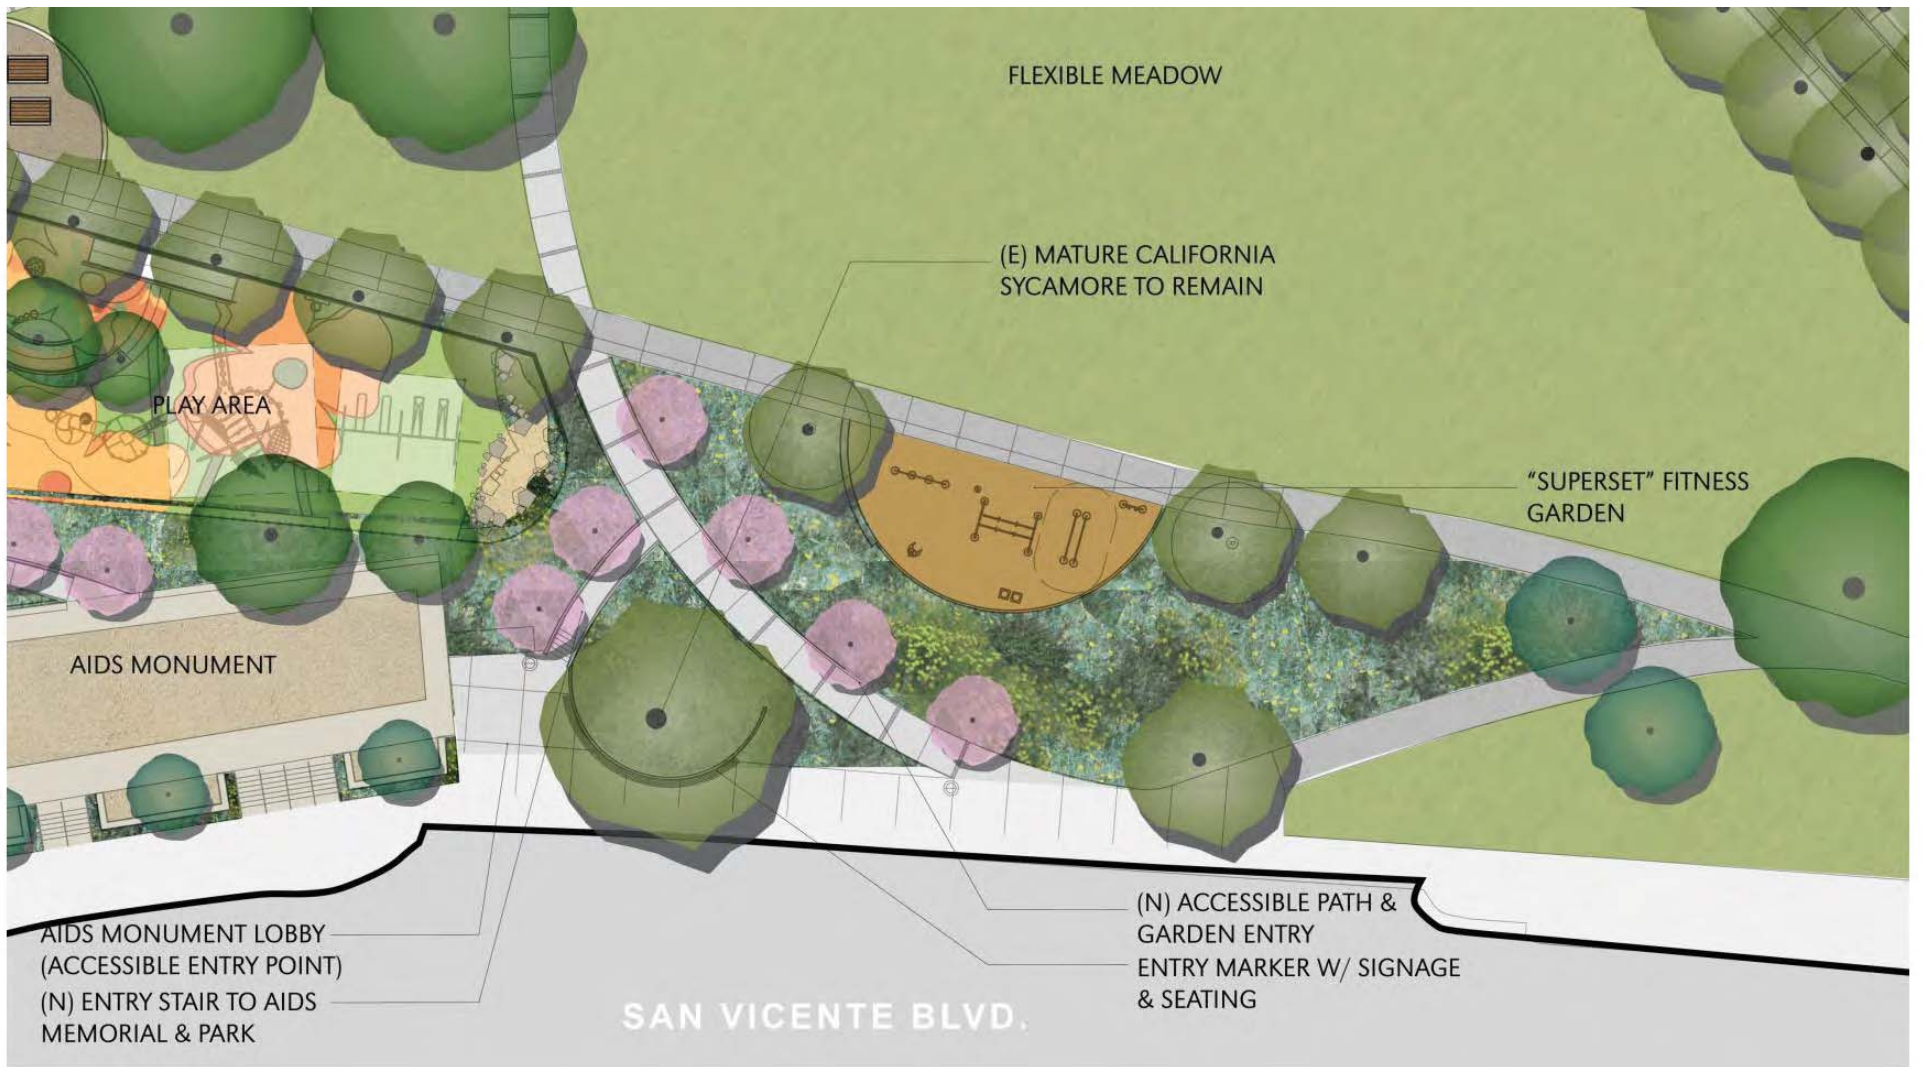 FLEXIBLE MEADOW
(E) MATURE CALIFORNIA
SYCAMORE TO REMAIN
PLAY AREA
“SUPERSET” FITNESS
GARDEN
AIDS MONUMENT
(N) ACCESSIBLE PATH &
GARDEN ENTRY
ENTRY MARKER W/ SIGNAGE
& SEATING
AIDS MONUMENT LOBBY
(ACCESSIBLE ENTRY POINT)
(N) ENTRY STAIR TO AIDS
MEMORIAL & PARK
SAN VICENTE BLVD.